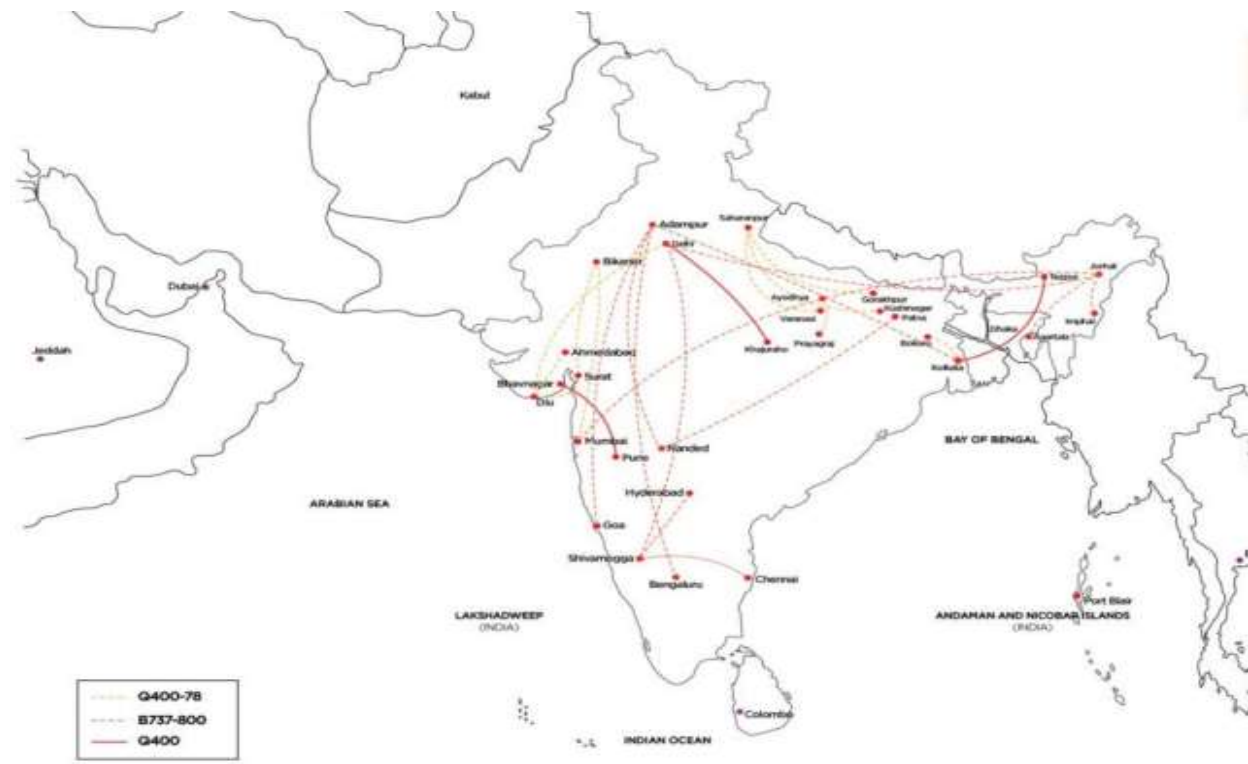 Kabul
Adampur
Saharanpur
Delhi
Bikaner
Dubai
Tezpur
Jorhat
Ayodhya
Gorakhpur
Varanasi
Kushinagar
Patna
Imphal
Dhaka
Agartala
Prayagraj
Khajuraho
Bokaro
Kolkata
Jeddah
Ahmedabad
Surat
Bhavnagar
Diu
Mumbai
Pune
Nanded
BAY OF BENGAL
ARABIAN SEA
Hyderabad
Goa
Shivamogga
Bengaluru
Chennai
Port Blair
LAKSHADWEEP
(INDIA)
ANDAMAN AND NICOBAR ISLANDS
(INDIA)
Colombo
INDIAN OCEAN
Q400-78
B737-800
Q400